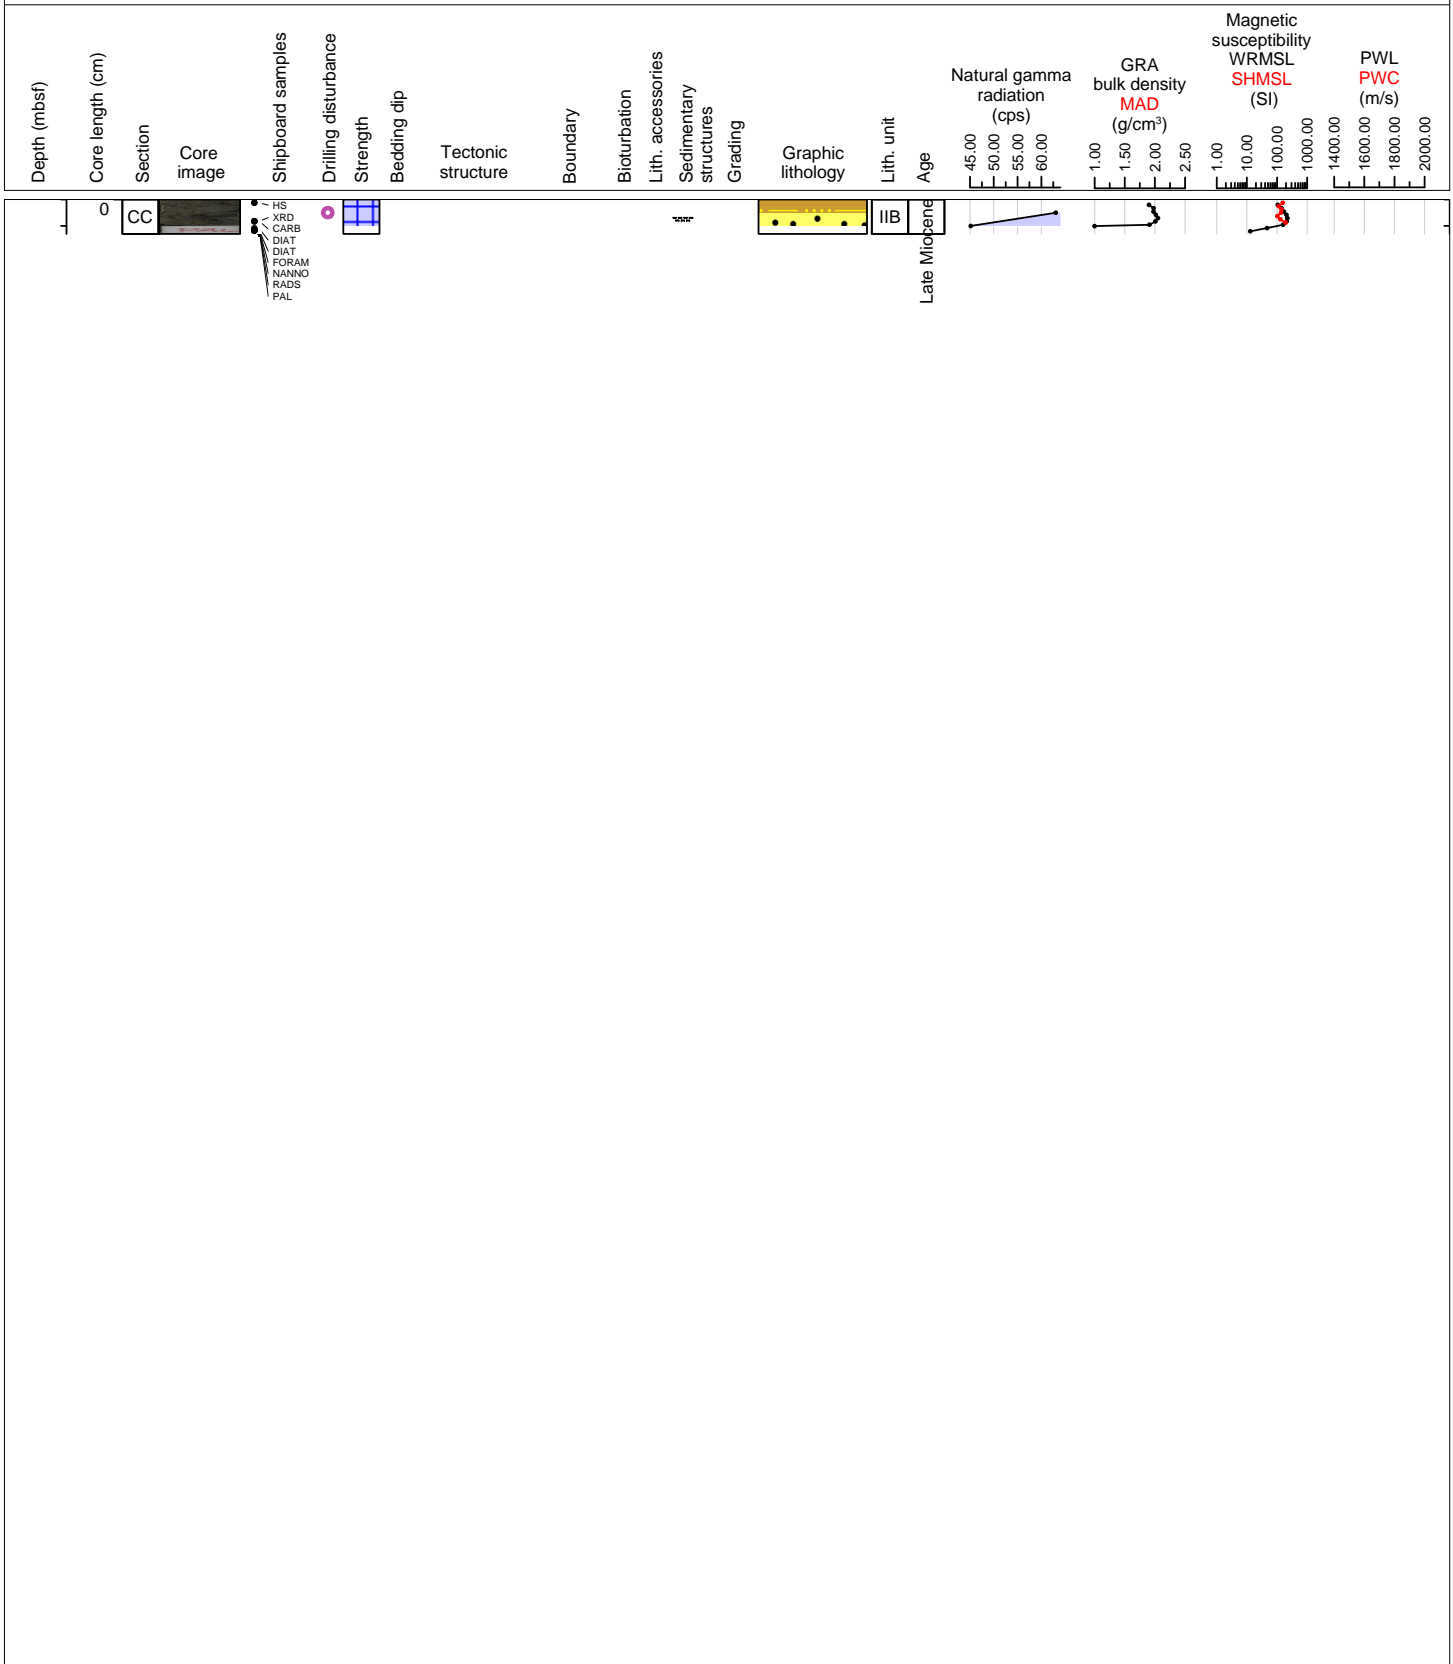 Depth (mbsf)
Core length (cm)
Section
Core
image
Shipboard samples
Drilling disturbance
Strength
Bedding dip
Tectonic
structure
Boundary
Bioturbation
Lith. accessories
Sedimentary
structures
Grading
Graphic
lithology
Lith. unit
Age
Natural gamma
radiation
(cps)
45.00
50.00
55.00
60.00
GRA
bulk density
MAD
(g/cm³)
1.00
1.50
2.00
2.50
Magnetic
susceptibility
WRMSL
SHMSL
(SI)
1.00
10.00
100.00
1000.00
PWL
PWC
(m/s)
1400.00
1600.00
1800.00
2000.00
0
CC
HS
XRD
CARB
DIAT
DIAT
FORAM
NANNO
RADS
PAL
IIB
Late Miocene